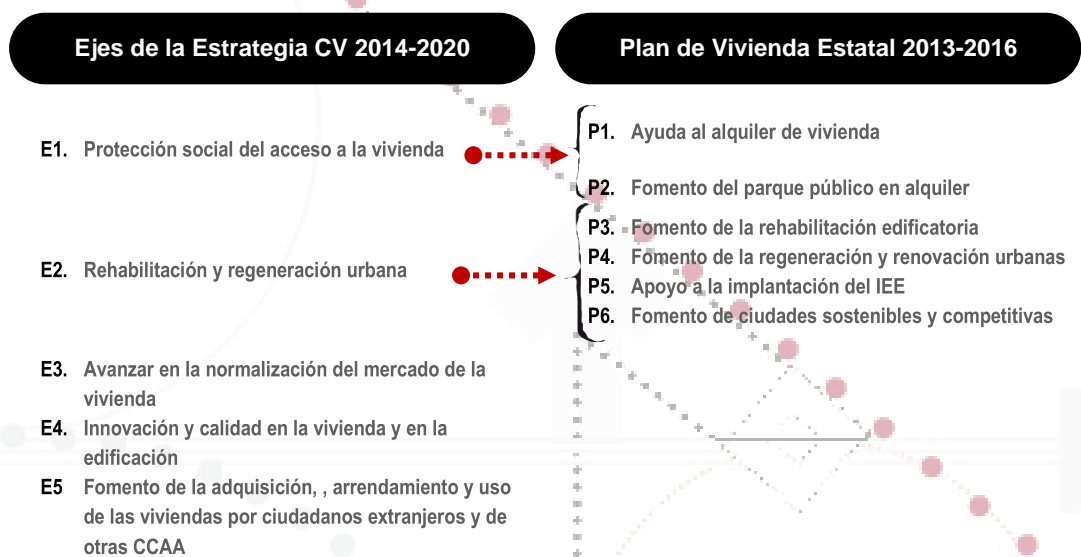 Ejes de la Estrategia CV 2014-2020
E1. Protección social del acceso a la vivienda
E2. Rehabilitación y regeneración urbana
E3. Avanzar en la normalización del mercado de la
vivienda
E4. Innovación y calidad en la vivienda y en la
edificación
E5 Fomento de la adquisición, , arrendamiento y uso
de las viviendas por ciudadanos extranjeros y de
otras CCAA
Plan de Vivienda Estatal 2013-2016
P1. Ayuda al alquiler de vivienda
P2. Fomento del parque público en alquiler
P3. Fomento de la rehabilitación edificatoria
P4. Fomento de la regeneración y renovación urbanas
P5. Apoyo a la implantación del IEE
P6. Fomento de ciudades sostenibles y competitivas